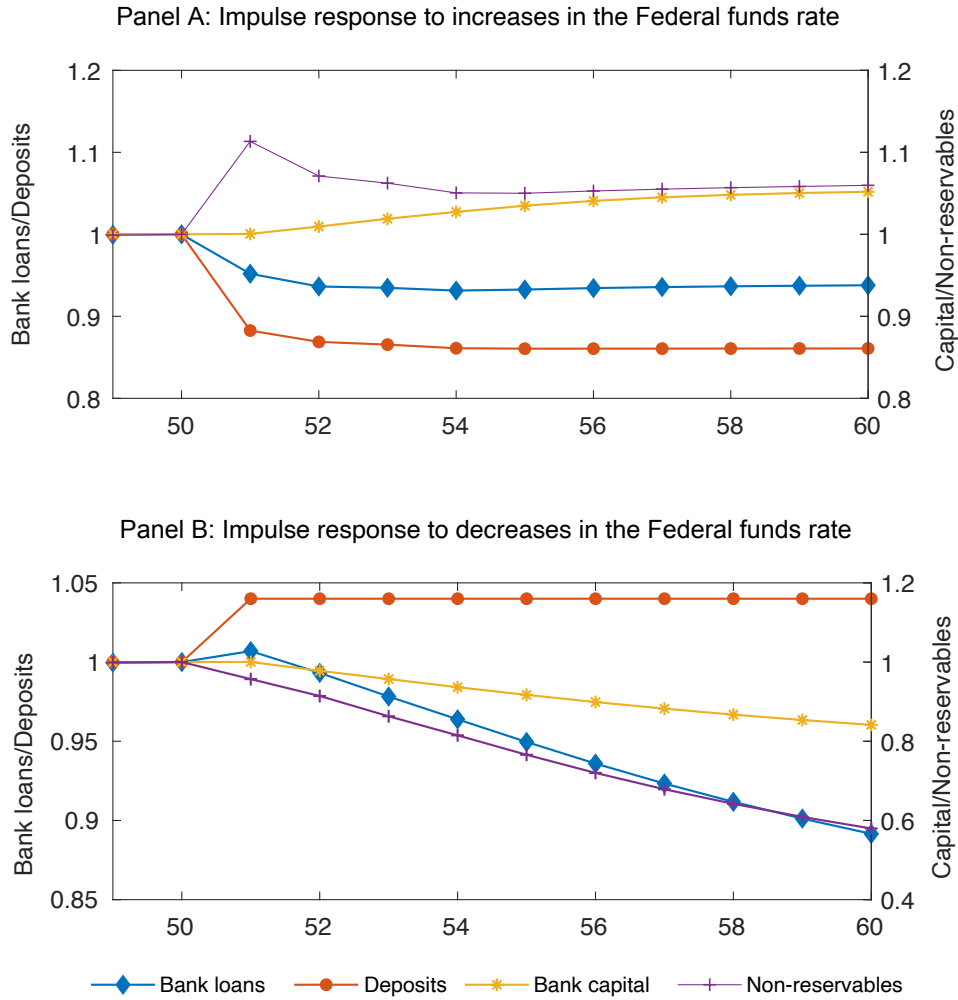 Panel A: Impulse response to increases in the Federal funds rate
1.2
1.1
1
0.9
0.8
Bank loans/Deposits
1.2
1.1
1
0.9
0.8
Capital/Non-reservables
50 52 54 56 58 60
Panel B: Impulse response to decreases in the Federal funds rate
1.05
1
0.95
0.9
0.85
Bank loans/Deposits
1.2
1
0.8
0.6
0.4
Capital/Non-reservables
50 52 54 56 58 60
Bank loans Deposits Bank capital Non-reservables